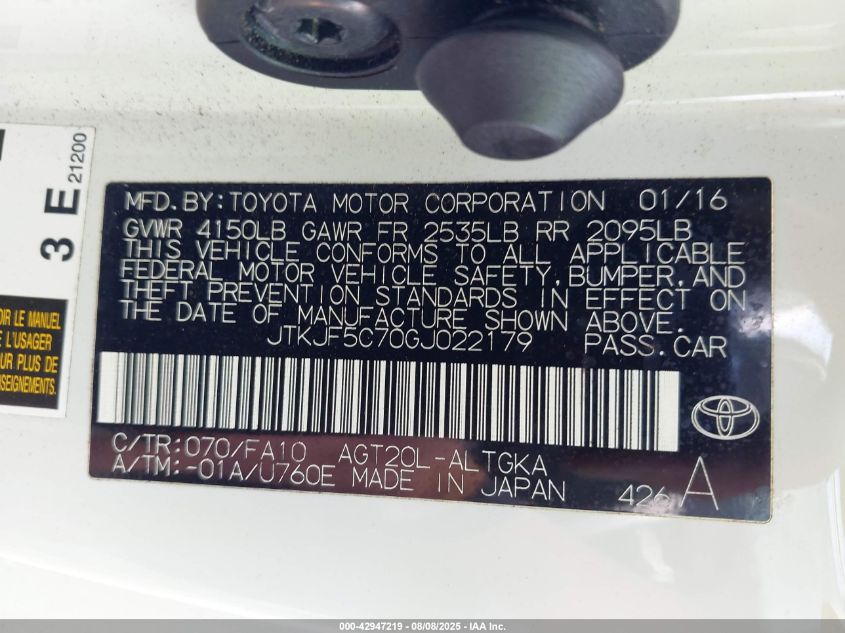 3 E 21200
OIR LE MANUEL
L'USAGER
UR PLUS DE
ENSEIGNEMENTS.
MFD. BY: TOYOTA MOTOR CORPORATION 01/16
GVWR 4150LB GAWR FR 2535LB RR 2095LB
THIS VEHICLE CONFORMS TO ALL APPLICABLE
FEDERAL MOTOR VEHICLE SAFETY, BUMPER, AND
THEFT PREVENTION STANDARDS IN EFFECT ON
THE DATE OF MANUFACTURE SHOWN ABOVE.
JTKJF5C70GJ022179 PASS. CAR
C/TR: 070/FA10 AGT20L-ALTGKA
A/TM: -01A/U760E MADE IN JAPAN 426 A
000-42947219 - 08/08/2025 - IAA Inc.